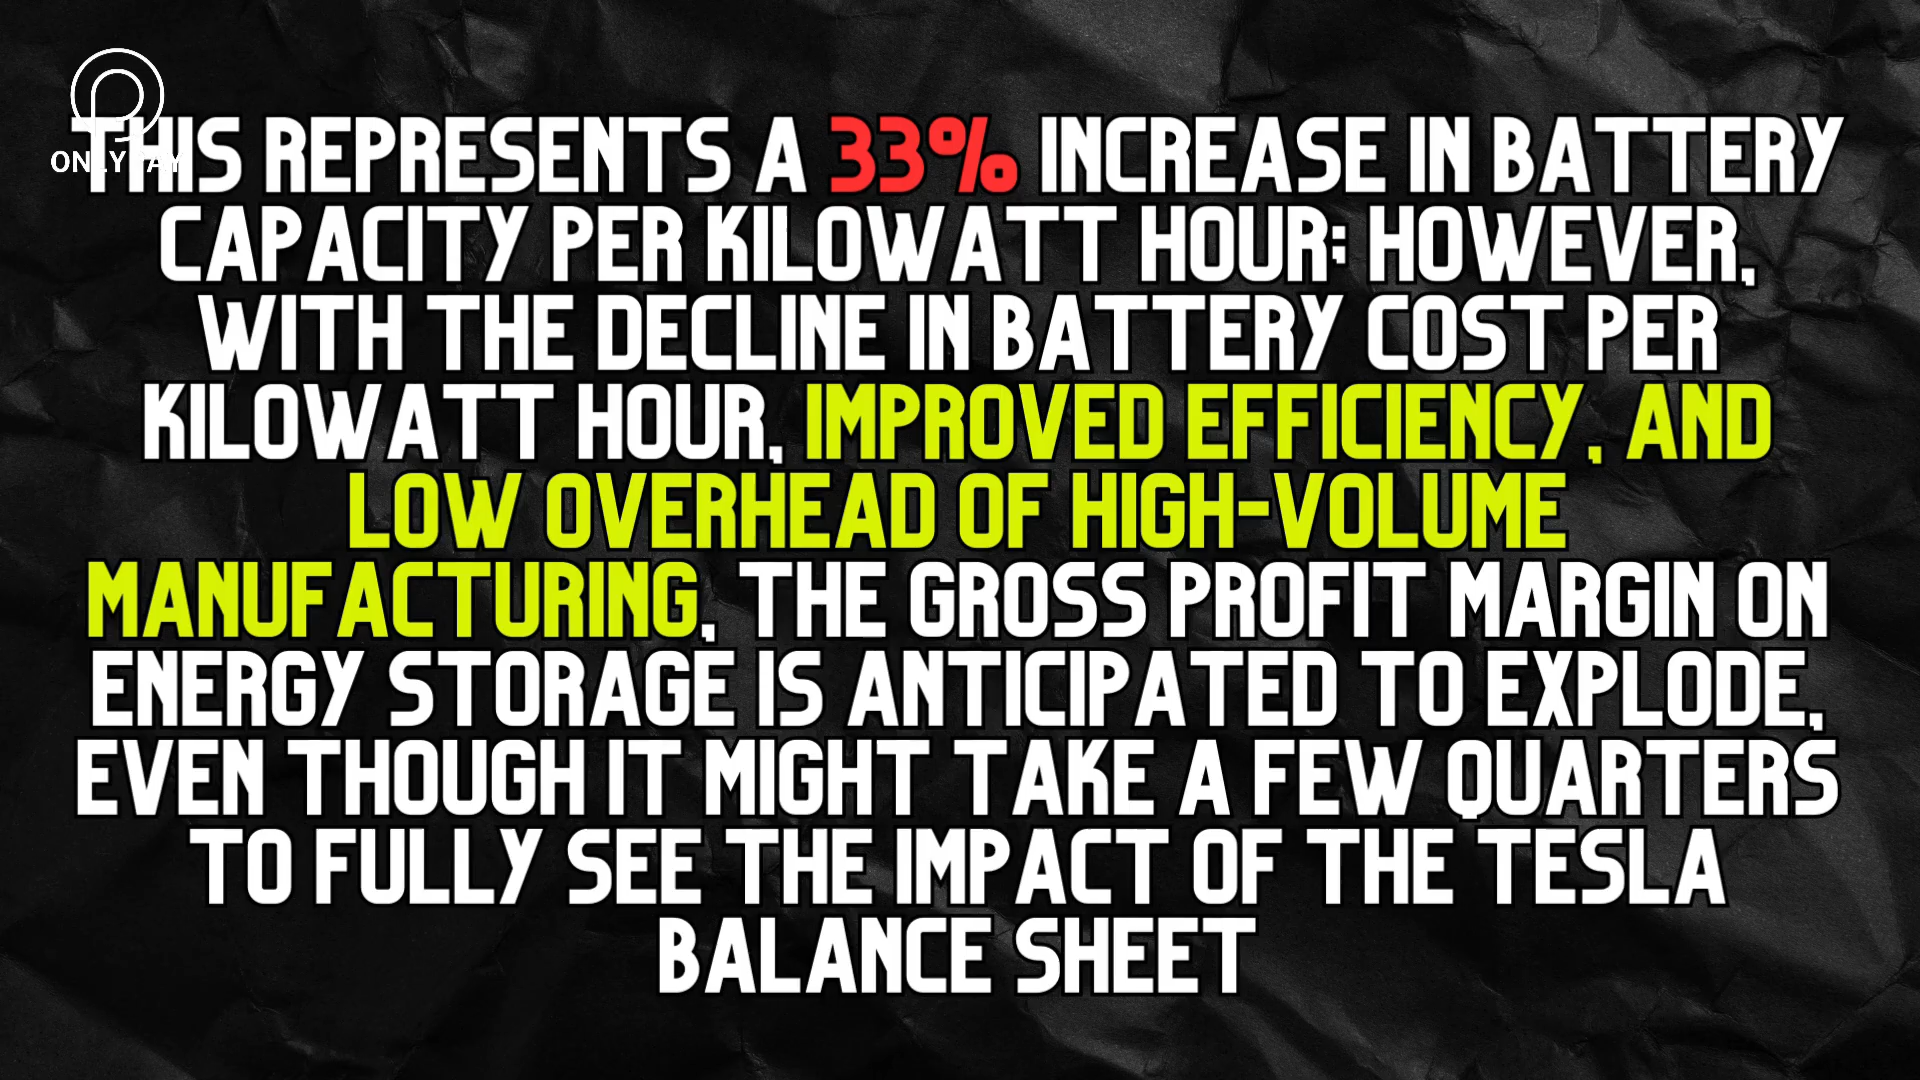 ONLYPAY
THIS REPRESENTS A 33% INCREASE IN BATTERY
CAPACITY PER KILOWATT HOUR; HOWEVER,
WITH THE DECLINE IN BATTERY COST PER
KILOWATT HOUR, IMPROVED EFFICIENCY, AND
LOW OVERHEAD OF HIGH-VOLUME
MANUFACTURING, THE GROSS PROFIT MARGIN ON
ENERGY STORAGE IS ANTICIPATED TO EXPLODE,
EVEN THOUGH IT MIGHT TAKE A FEW QUARTERS
TO FULLY SEE THE IMPACT OF THE TESLA
BALANCE SHEET